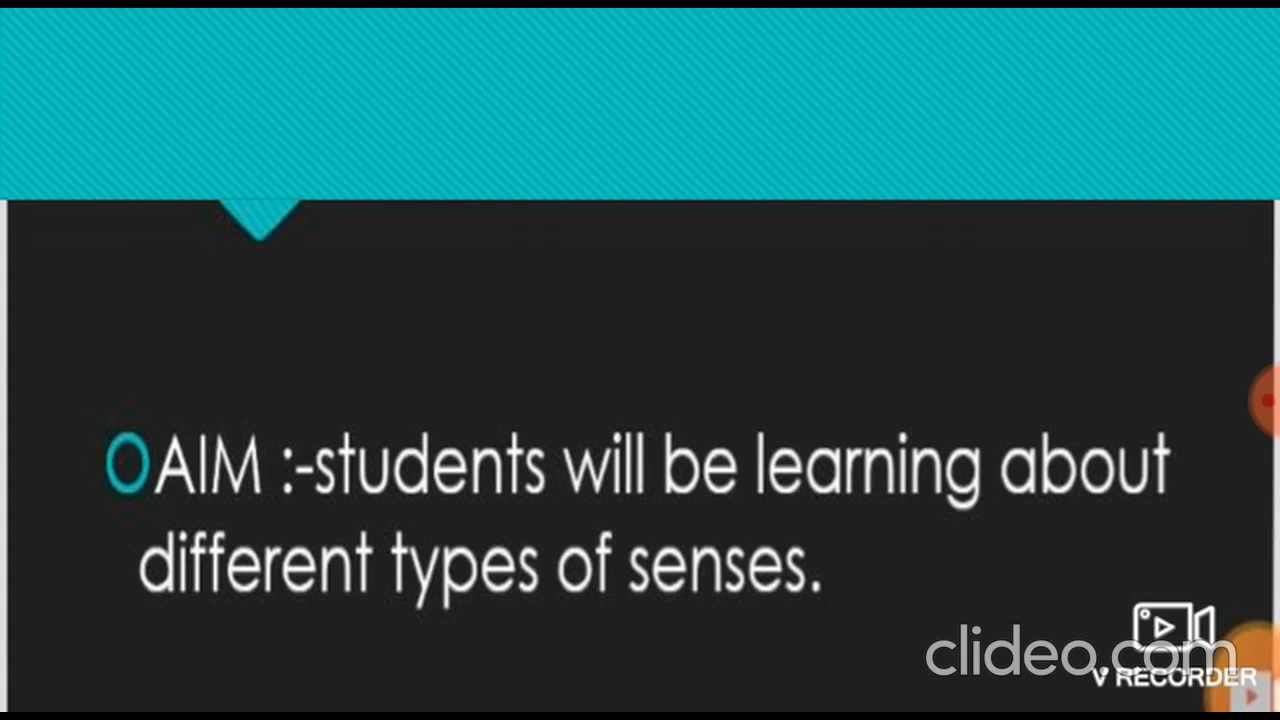 AIM :-students will be learning about
different types of senses.
clideo.com
V RECORDER